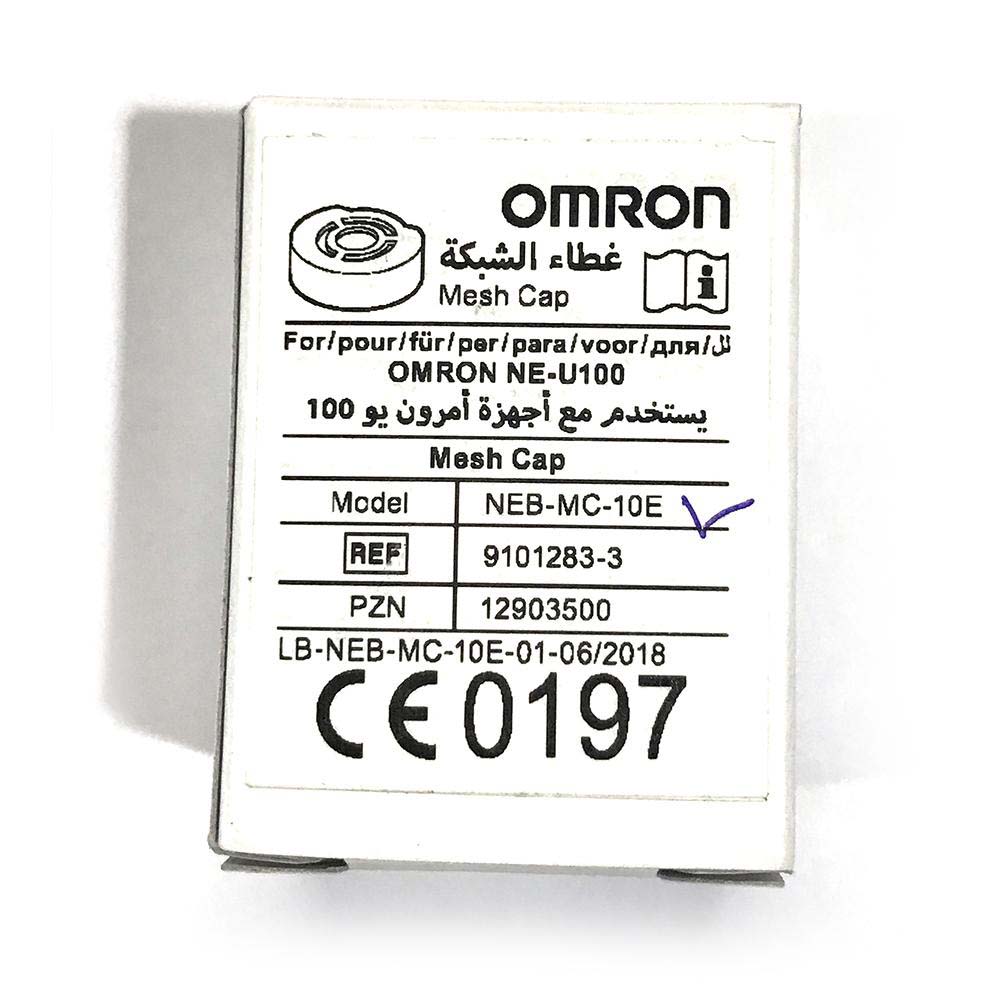 OMRON
غطاء الشبكة
Mesh Cap
i
For/pour/für/per/para/voor/для/لل
OMRON NE-U100
يستخدم مع أجهزة أمرون يو 100
Mesh Cap
Model NEB-MC-10E
REF 9101283-3
PZN 12903500
LB-NEB-MC-10E-01-06/2018
CE 0197